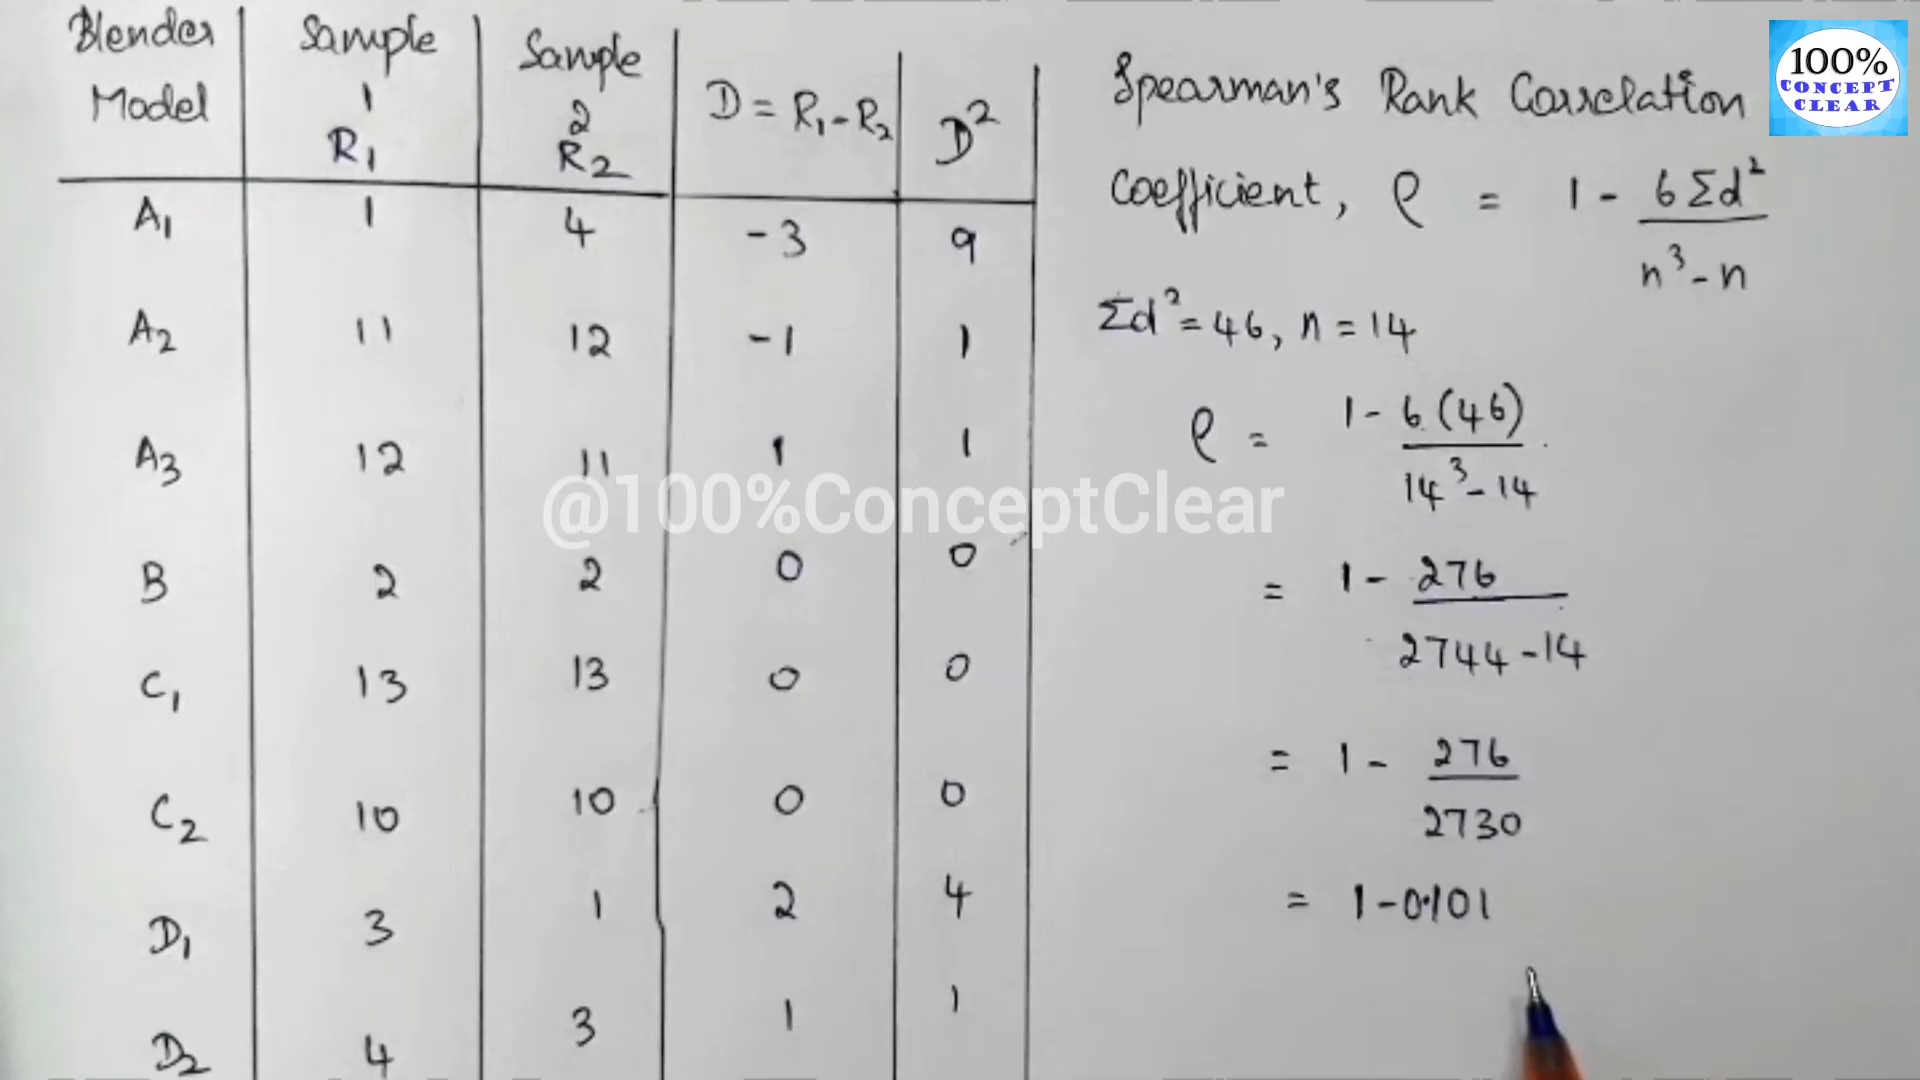 Blender Model | Sample 1 R₁ | Sample 2 R₂ | D = R₁ - R₂ | D²
A₁ | 1 | 4 | -3 | 9
A₂ | 11 | 12 | -1 | 1
A₃ | 12 | 11 | 1 | 1
B | 2 | 2 | 0 | 0
C₁ | 13 | 13 | 0 | 0
C₂ | 10 | 10 | 0 | 0
D₁ | 3 | 1 | 2 | 4
D₂ | 4 | 3 | 1 | 1
Spearman's Rank Correlation
Coefficient, ρ = 1 - 6Σd² / n³ - n
Σd² = 46, n = 14
ρ = 1 - 6(46) / 14³ - 14
= 1 - 276 / 2744 - 14
= 1 - 276 / 2730
= 1 - 0.101
@100%ConceptClear
100%
CONCEPT
CLEAR